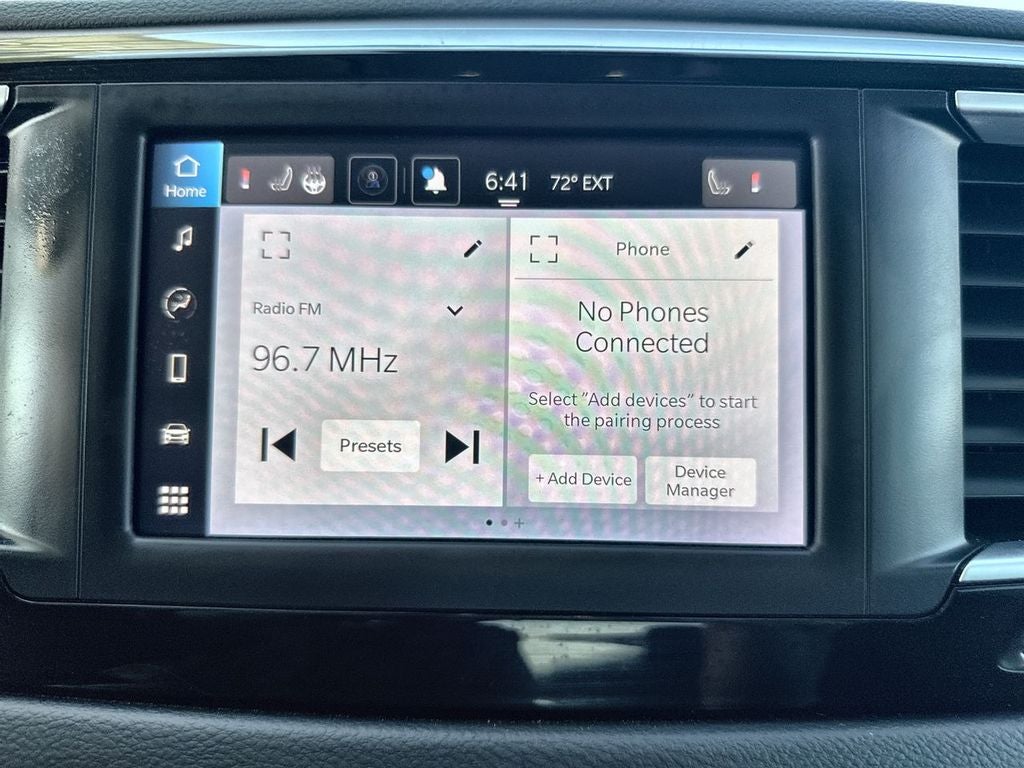 Home
6:41
72° EXT
Radio FM
96.7 MHz
Presets
Phone
No Phones
Connected
Select "Add devices" to start
the pairing process
+ Add Device
Device
Manager